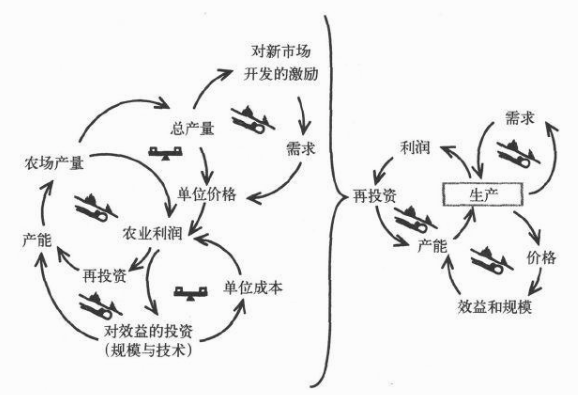 对新市场
开发的激励
总产量
需求
农场产量
单位价格
产能
农业利润
再投资
单位成本
对效益的投资
(规模与技术)
需求
利润
再投资
生产
产能
价格
效益和规模